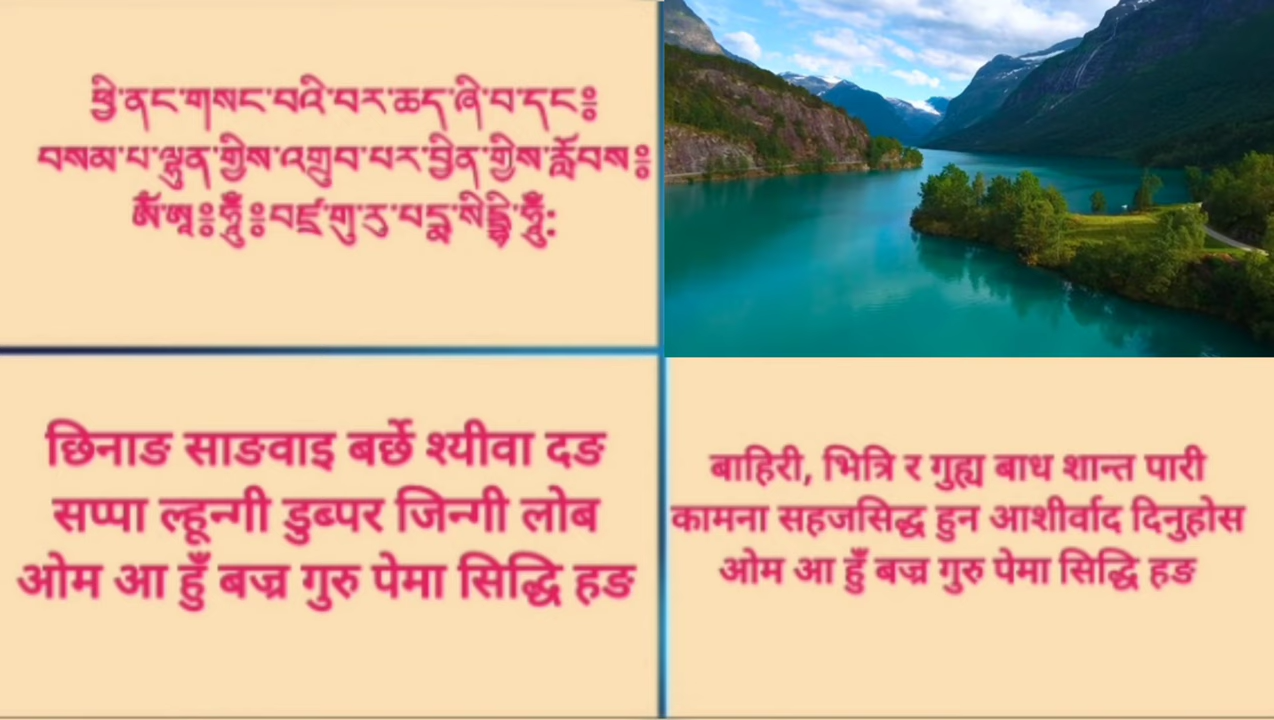 ཕྱི་ནང་གསང་བའི་བར་ཆད་ཞི་བ་དང༔
བསམ་པ་ལྷུན་གྱིས་འགྲུབ་པར་བྱིན་གྱིས་རློབས༔
ཨོཾ་ཨཱ༔ཧཱུྃ༔བཛྲ་གུ་རུ་པདྨ་སིདྡྷི་ཧཱུྃ:
छिनाङ साङवाइ बर्छे श्यीवा दङ
सप्पा ल्हून्गी डुब्पर जिन्गी लोब
ओम आ हुँ बज्र गुरु पेमा सिद्धि हङ
बाहिरी, भित्रि र गुह्य बाध शान्त पारी
कामना सहजसिद्ध हुन आशीर्वाद दिनुहोस
ओम आ हुँ बज्र गुरु पेमा सिद्धि हङ